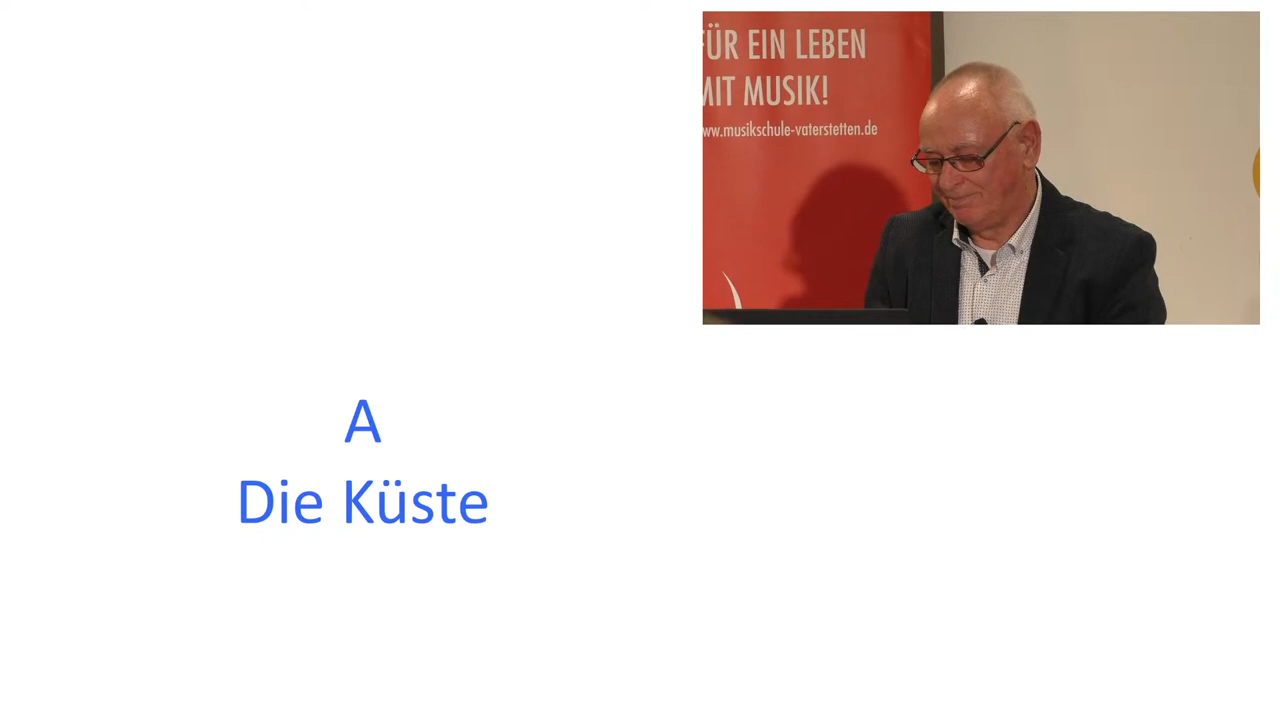 FÜR EIN LEBEN
MIT MUSIK!
www.musikschule-vaterstetten.de
A
Die Küste